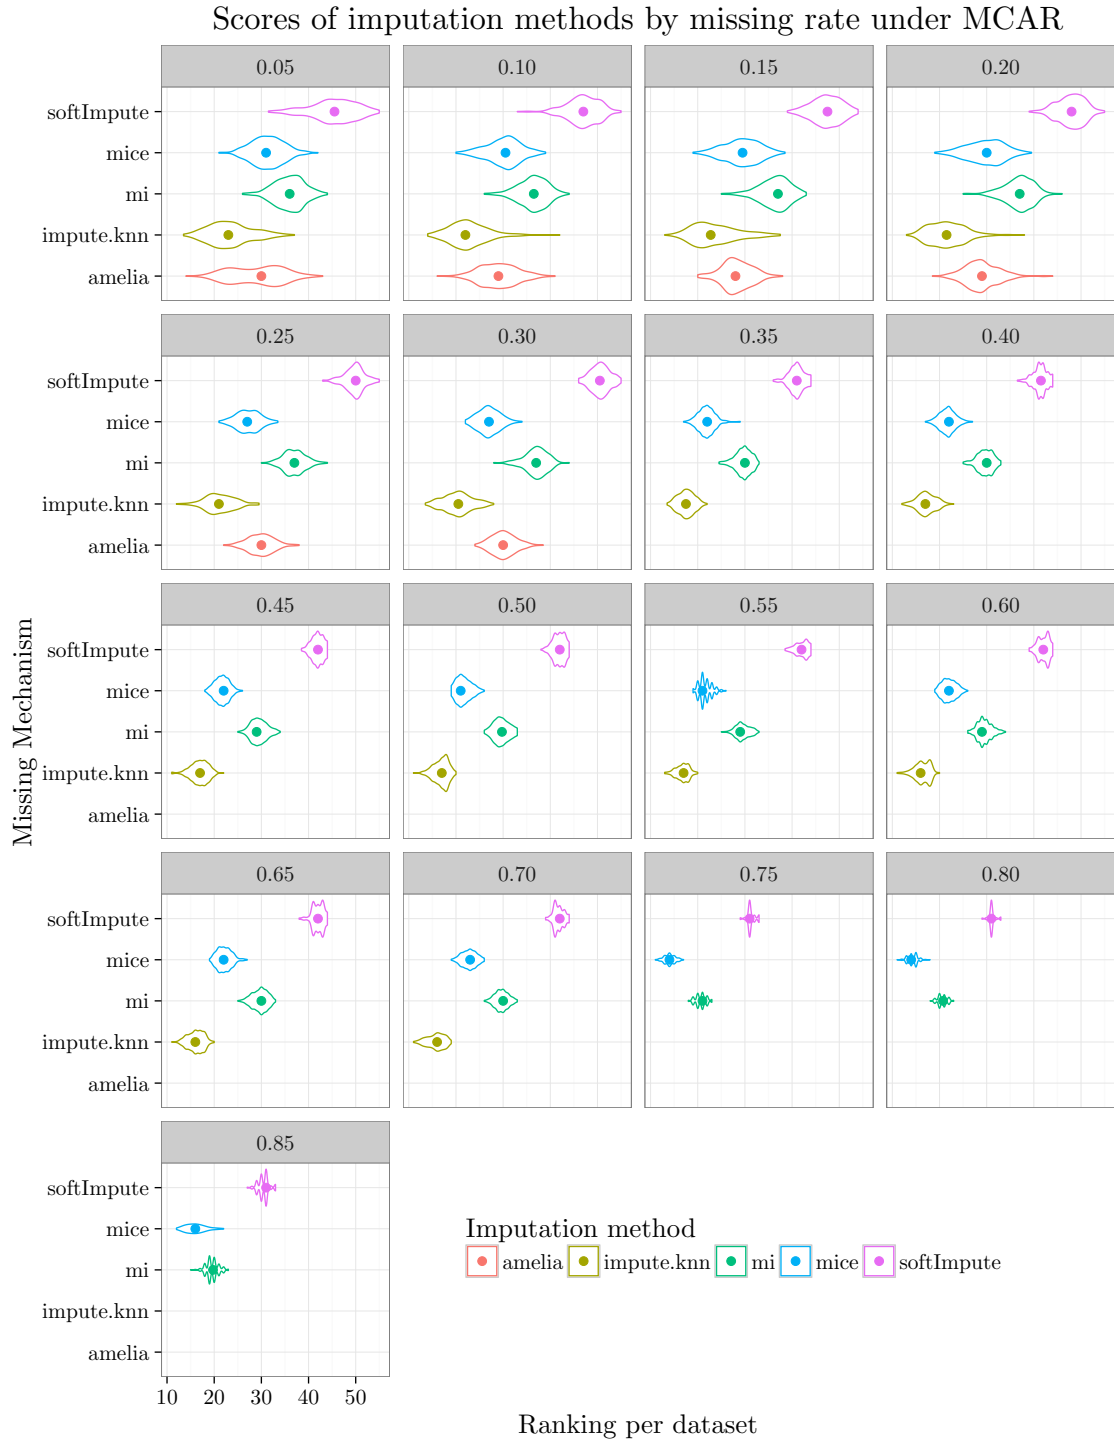 Scores of imputation methods by missing rate under MCAR
0.05 0.10 0.15 0.20
softImpute
mice
mi
impute.knn
amelia
0.25 0.30 0.35 0.40
softImpute
mice
mi
impute.knn
amelia
0.45 0.50 0.55 0.60
softImpute
mice
mi
impute.knn
amelia
Missing Mechanism
0.65 0.70 0.75 0.80
softImpute
mice
mi
impute.knn
amelia
0.85
softImpute
mice
mi
impute.knn
amelia
10 20 30 40 50
Imputation method
amelia impute.knn mi mice softImpute
Ranking per dataset